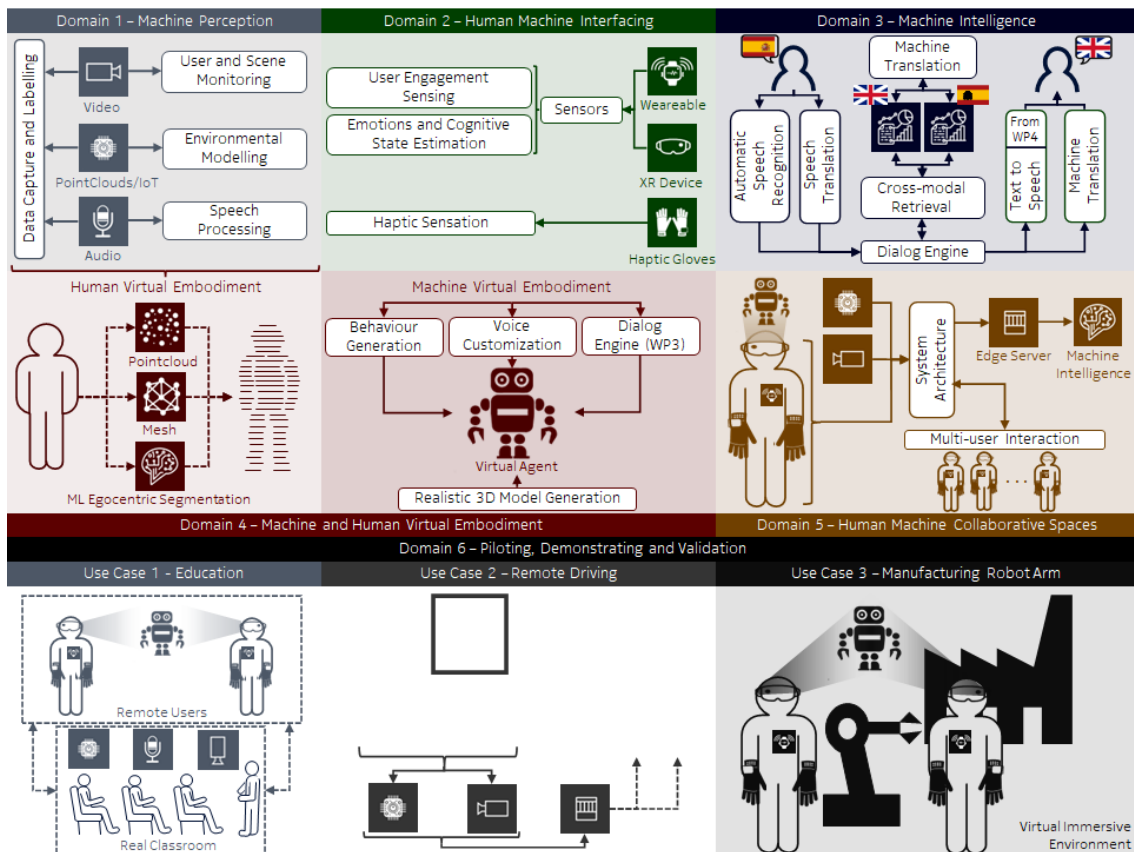 Domain 1 – Machine Perception
Data Capture and Labelling
Video
User and Scene
Monitoring
PointClouds/IoT
Environmental
Modelling
Audio
Speech
Processing
Domain 2 – Human Machine Interfacing
User Engagement
Sensing
Emotions and Cognitive
State Estimation
Sensors
Weareable
XR Device
Haptic Sensation
Haptic Gloves
Domain 3 – Machine Intelligence
Machine
Translation
Automatic
Speech
Recognition
Speech
Translation
Cross-modal
Retrieval
Dialog Engine
From
WP4
Text to
Speech
Machine
Translation
Human Virtual Embodiment
Pointcloud
Mesh
ML Egocentric Segmentation
Machine Virtual Embodiment
Behaviour
Generation
Voice
Customization
Dialog
Engine (WP3)
Virtual Agent
Realistic 3D Model Generation
System
Architecture
Edge Server
Machine
Intelligence
Multi-user Interaction
. . .
Domain 4 – Machine and Human Virtual Embodiment
Domain 5 – Human Machine Collaborative Spaces
Domain 6 – Piloting, Demonstrating and Validation
Use Case 1 - Education
Remote Users
Real Classroom
Use Case 2 – Remote Driving
Use Case 3 – Manufacturing Robot Arm
Virtual Immersive
Environment